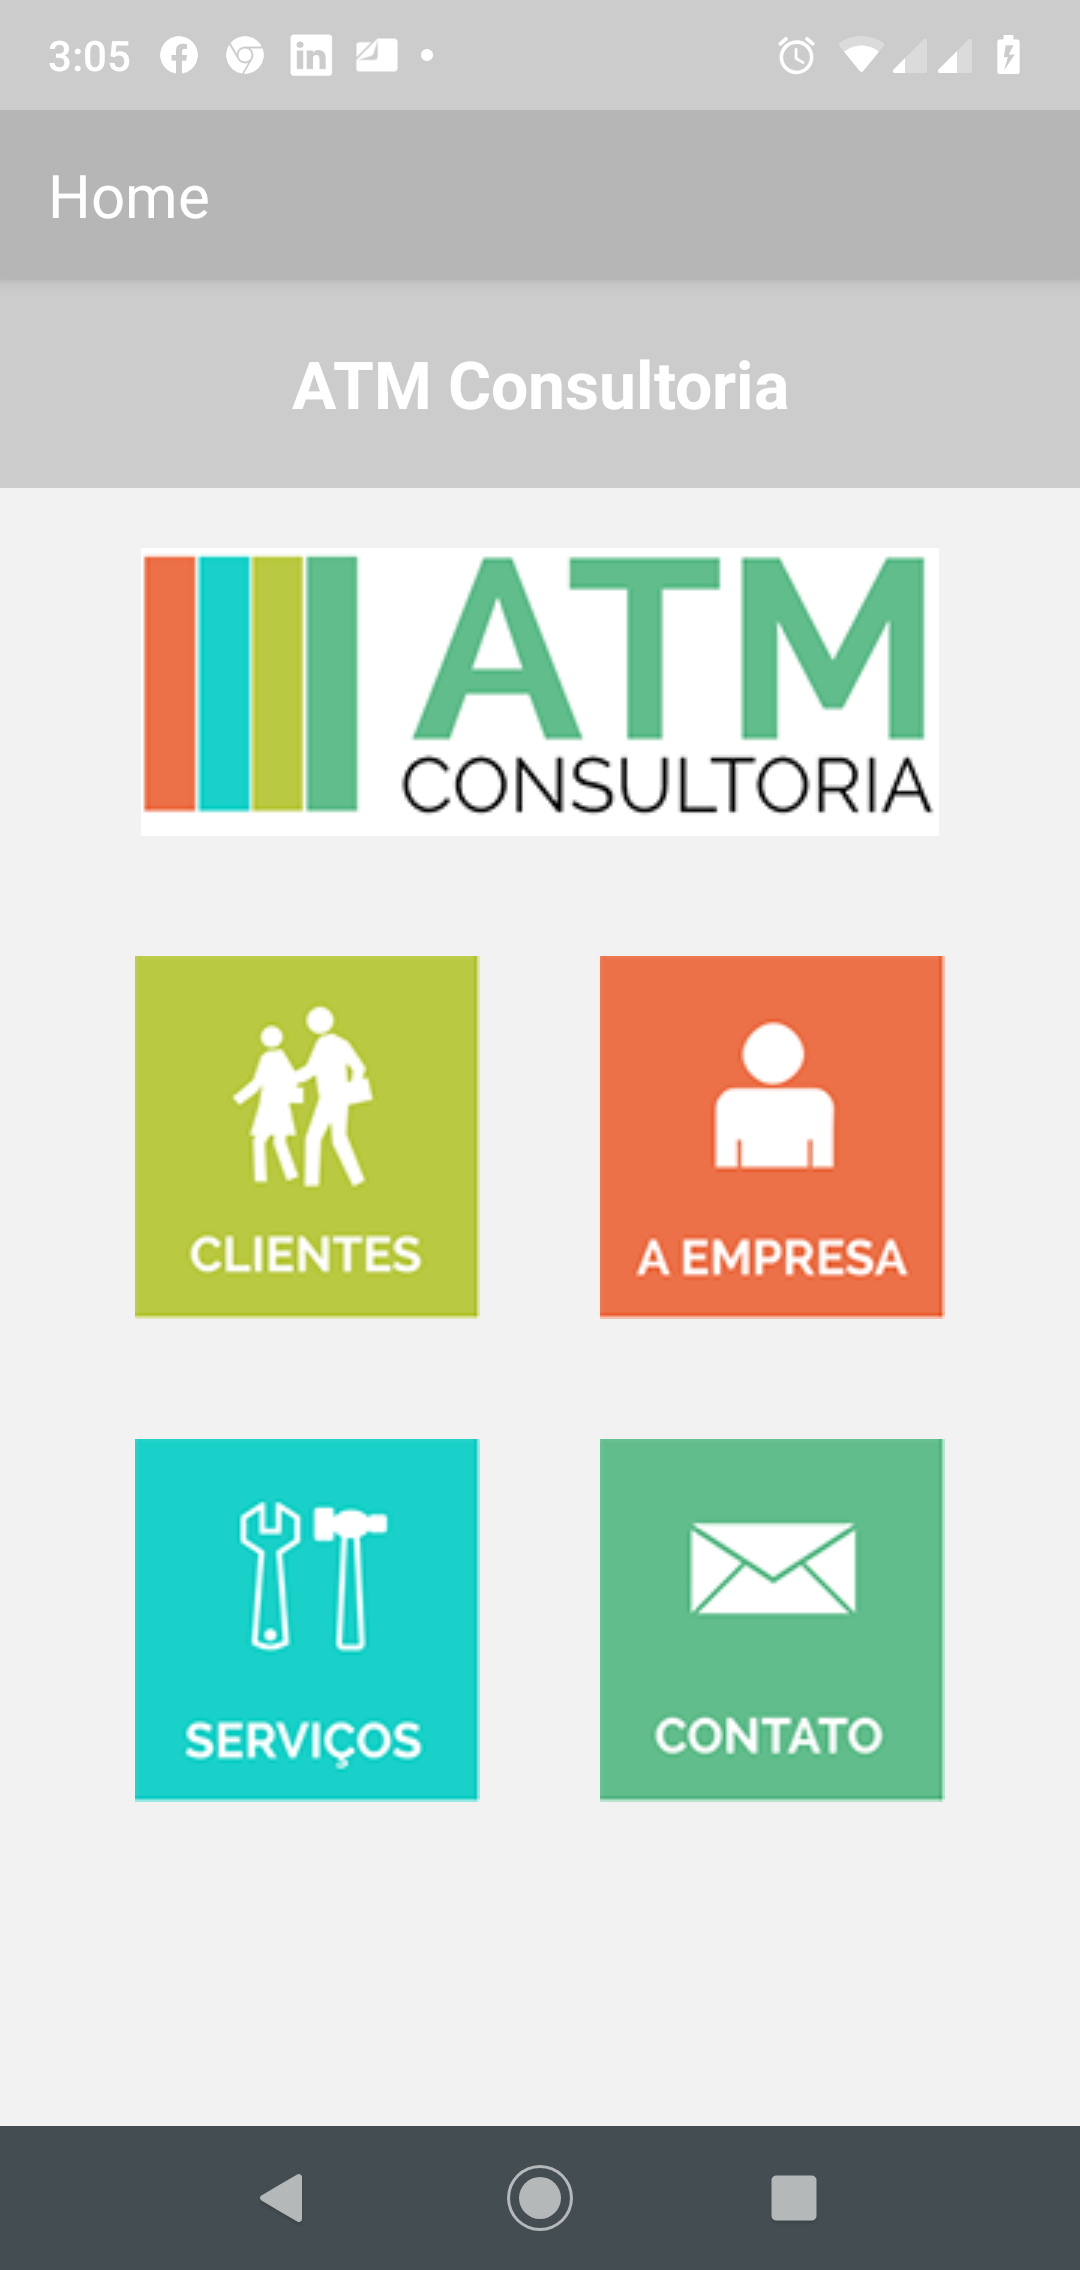 3:05
Home
ATM Consultoria
ATM
CONSULTORIA
CLIENTES
A EMPRESA
SERVIÇOS
CONTATO